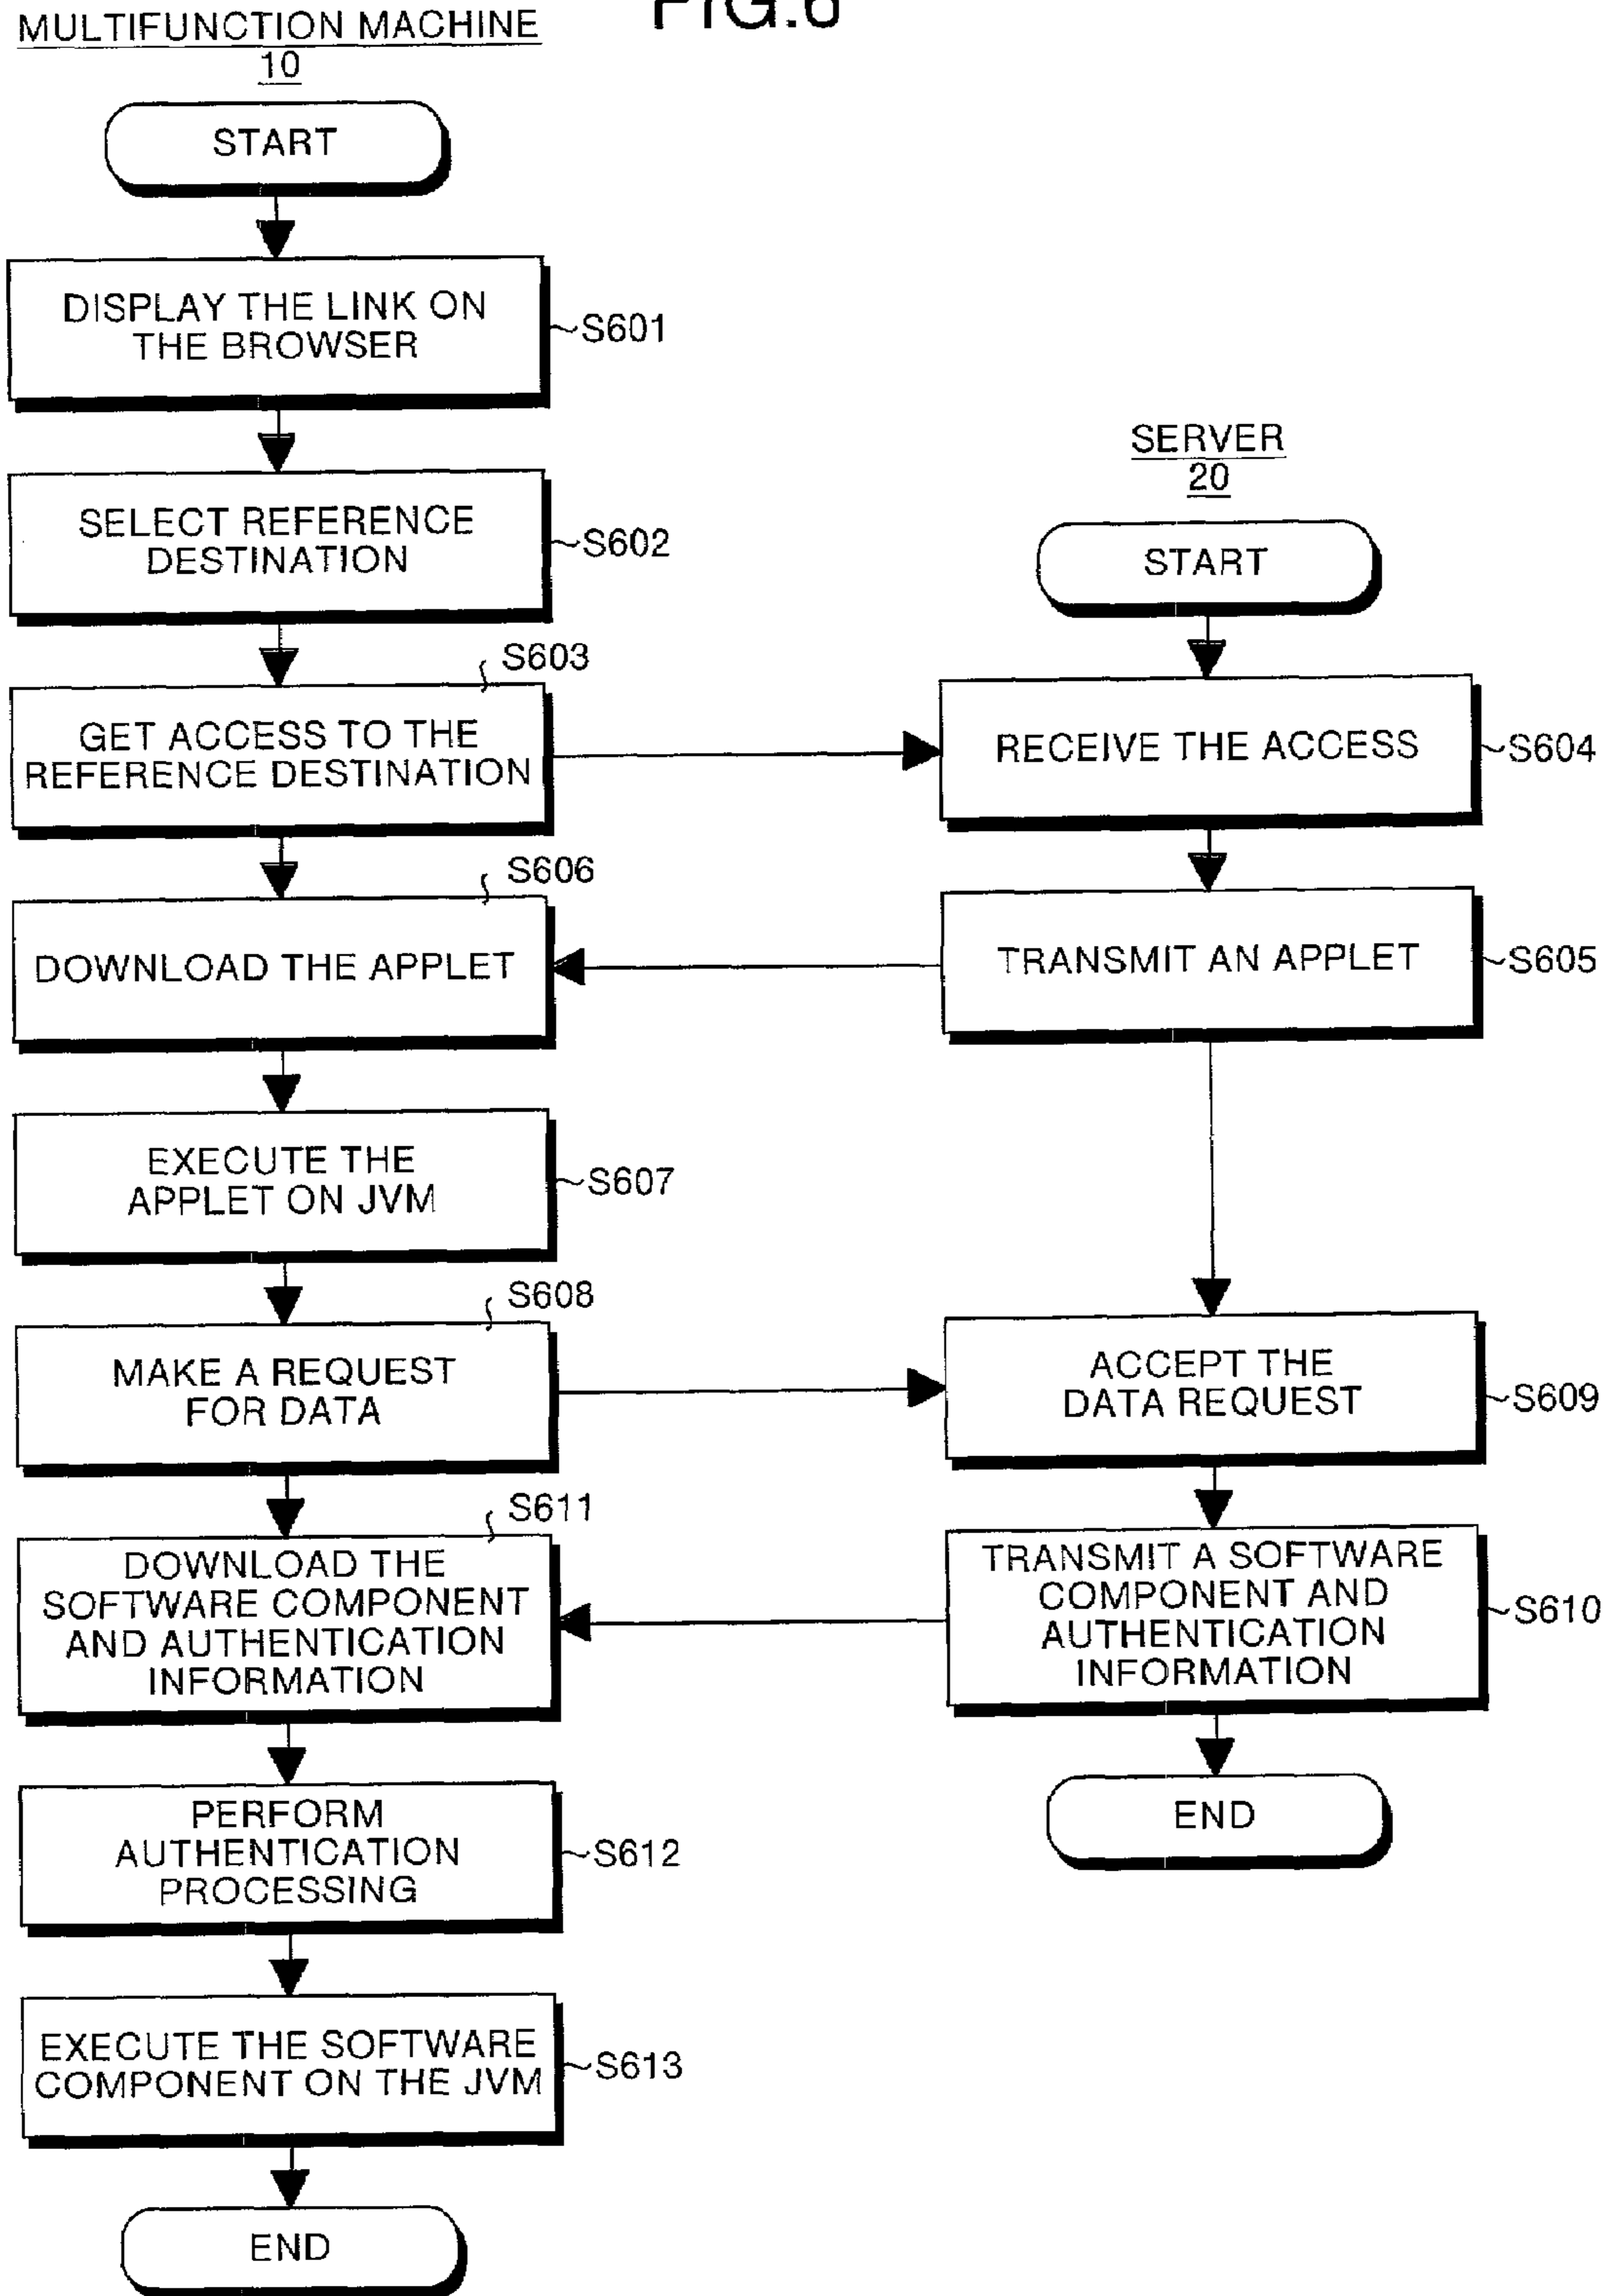 FIG.6
MULTIFUNCTION MACHINE
10
START
DISPLAY THE LINK ON
THE BROWSER
S601
SELECT REFERENCE
DESTINATION
S602
S603
GET ACCESS TO THE
REFERENCE DESTINATION
S606
DOWNLOAD THE APPLET
EXECUTE THE
APPLET ON JVM
S607
S608
MAKE A REQUEST
FOR DATA
S611
DOWNLOAD THE
SOFTWARE COMPONENT
AND AUTHENTICATION
INFORMATION
PERFORM
AUTHENTICATION
PROCESSING
S612
EXECUTE THE SOFTWARE
COMPONENT ON THE JVM
S613
END
SERVER
20
START
RECEIVE THE ACCESS
S604
TRANSMIT AN APPLET
S605
ACCEPT THE
DATA REQUEST
S609
TRANSMIT A SOFTWARE
COMPONENT AND
AUTHENTICATION
INFORMATION
S610
END